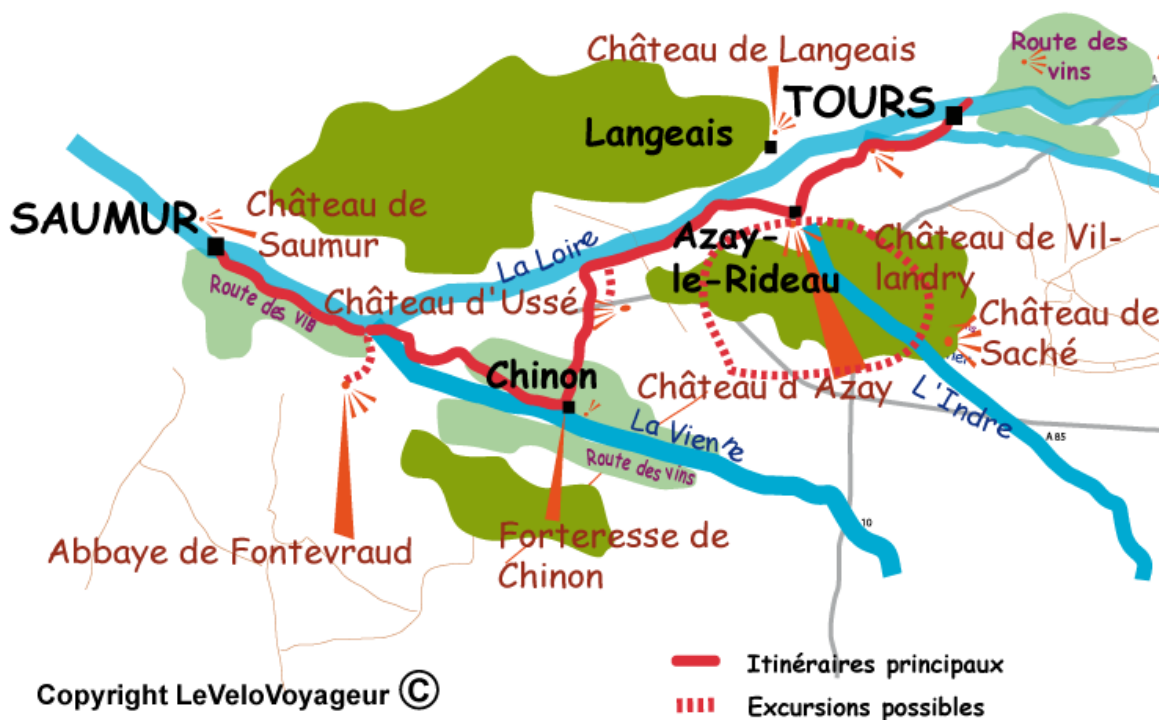 Château de Langeais
Route des
vins
TOURS
Langeais
SAUMUR
Château de
Saumur
La Loire
Azay-
le-Rideau
Château de Vil-
landry
Route des vin
Château d'Ussé
Château de
Saché
Chinon
Château d'Azay
L'Indre
La Vienne
A85
Route des vins
10
Abbaye de Fontevraud
Forteresse de
Chinon
Itinéraires principaux
Copyright LeVeloVoyageur ©
Excursions possibles